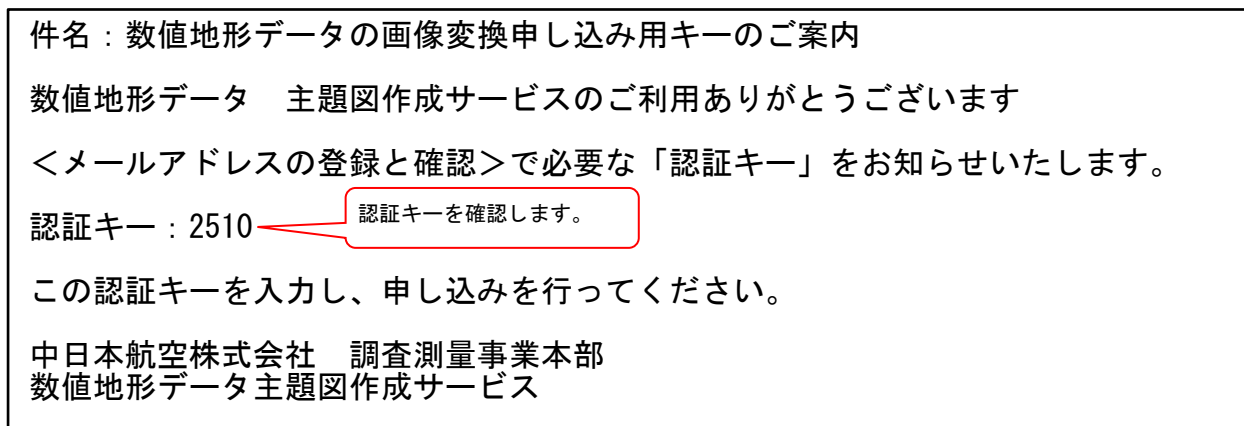 件名：数値地形データの画像変換申し込み用キーのご案内
数値地形データ　主題図作成サービスのご利用ありがとうございます
＜メールアドレスの登録と確認＞で必要な「認証キー」をお知らせいたします。
認証キー：2510
認証キーを確認します。
この認証キーを入力し、申し込みを行ってください。
中日本航空株式会社　調査測量事業本部
数値地形データ主題図作成サービス